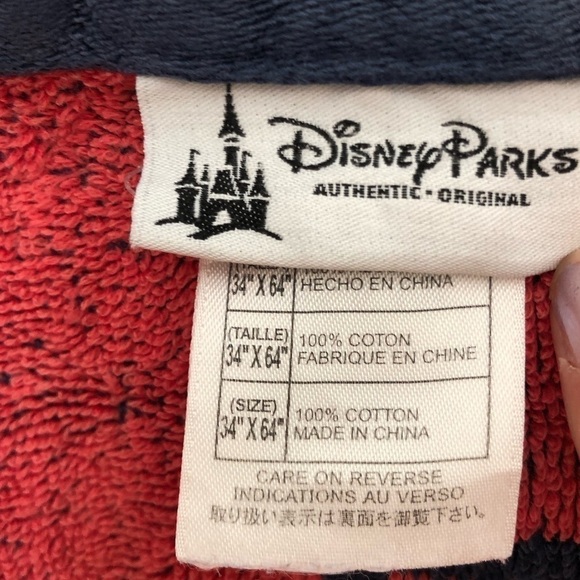 Disney Parks
AUTHENTIC • ORIGINAL
34" X 64" HECHO EN CHINA
(TAILLE) 100% COTON
34" X 64" FABRIQUE EN CHINE
(SIZE) 100% COTTON
34" X 64" MADE IN CHINA
CARE ON REVERSE
INDICATIONS AU VERSO
取り扱い表示は裏面を御覧下さい。